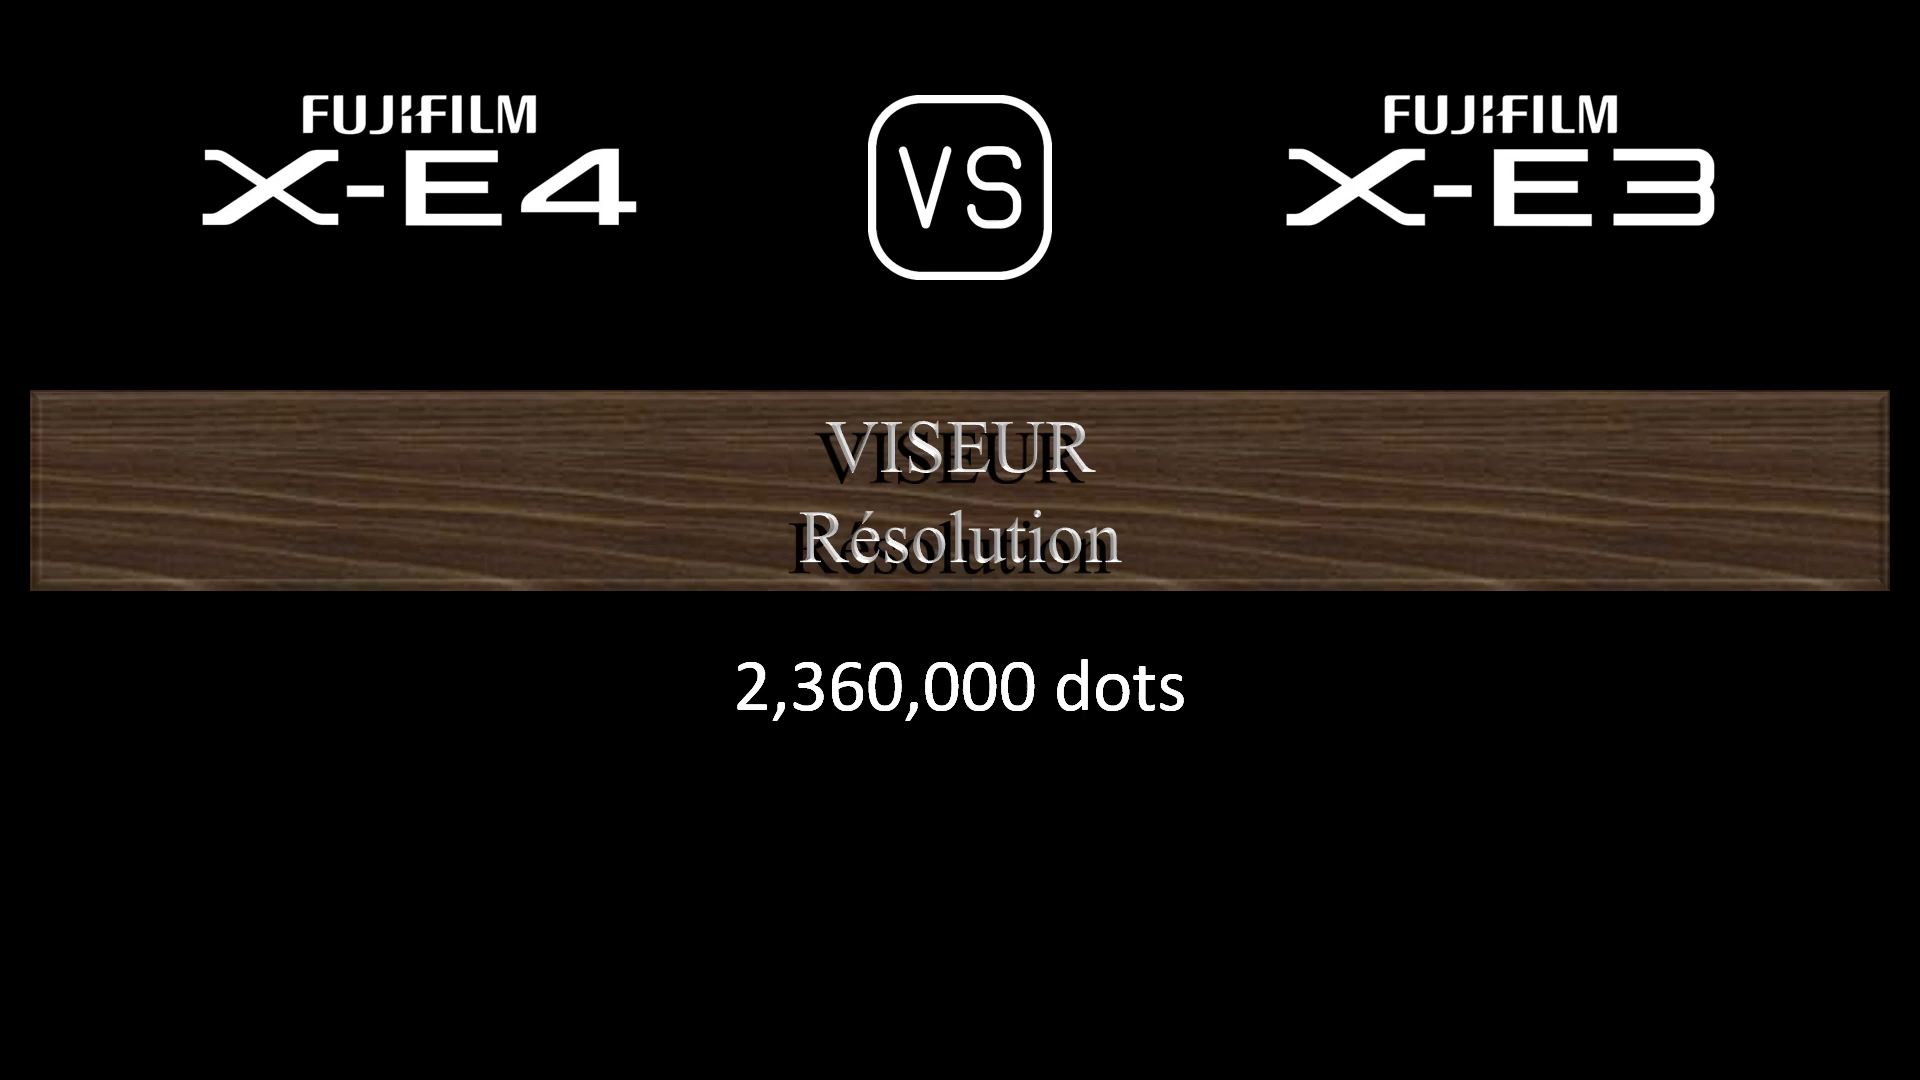 FUJIFILM
X-E4
VS
FUJIFILM
X-E3
VISEUR
Résolution
2,360,000 dots